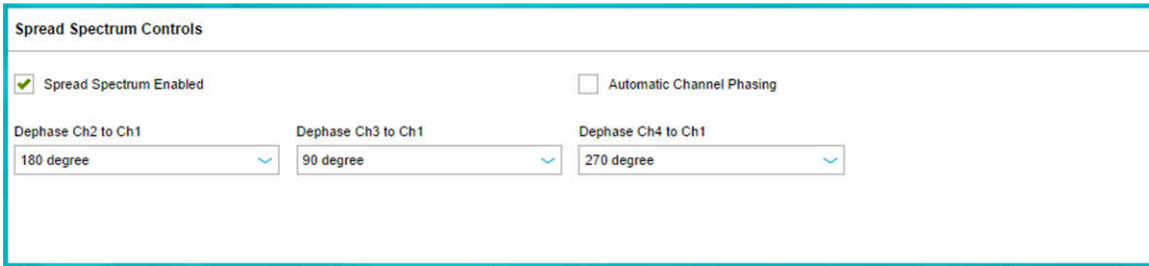 Spread Spectrum Controls
Spread Spectrum Enabled
Automatic Channel Phasing
Dephase Ch2 to Ch1
Dephase Ch3 to Ch1
Dephase Ch4 to Ch1
180 degree
90 degree
270 degree